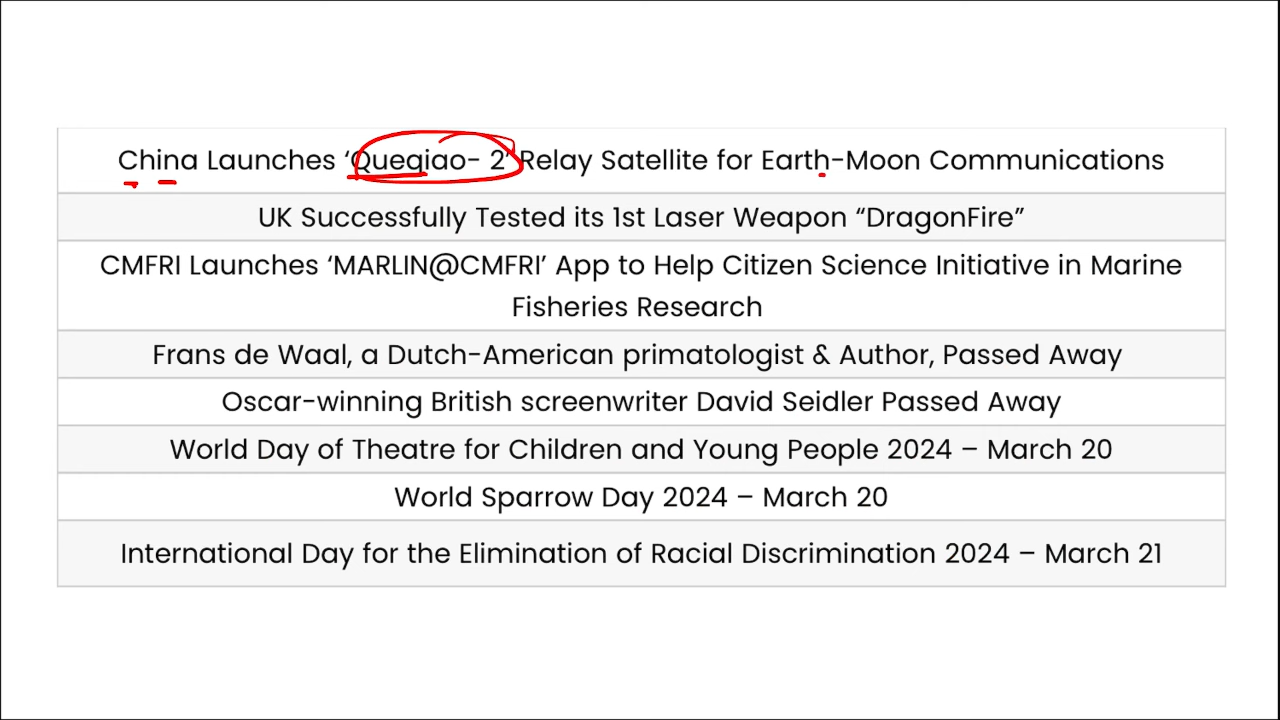 China Launches ‘Queqiao- 2’ Relay Satellite for Earth-Moon Communications
UK Successfully Tested its 1st Laser Weapon “DragonFire”
CMFRI Launches ‘MARLIN@CMFRI’ App to Help Citizen Science Initiative in Marine
Fisheries Research
Frans de Waal, a Dutch-American primatologist & Author, Passed Away
Oscar-winning British screenwriter David Seidler Passed Away
World Day of Theatre for Children and Young People 2024 – March 20
World Sparrow Day 2024 – March 20
International Day for the Elimination of Racial Discrimination 2024 – March 21